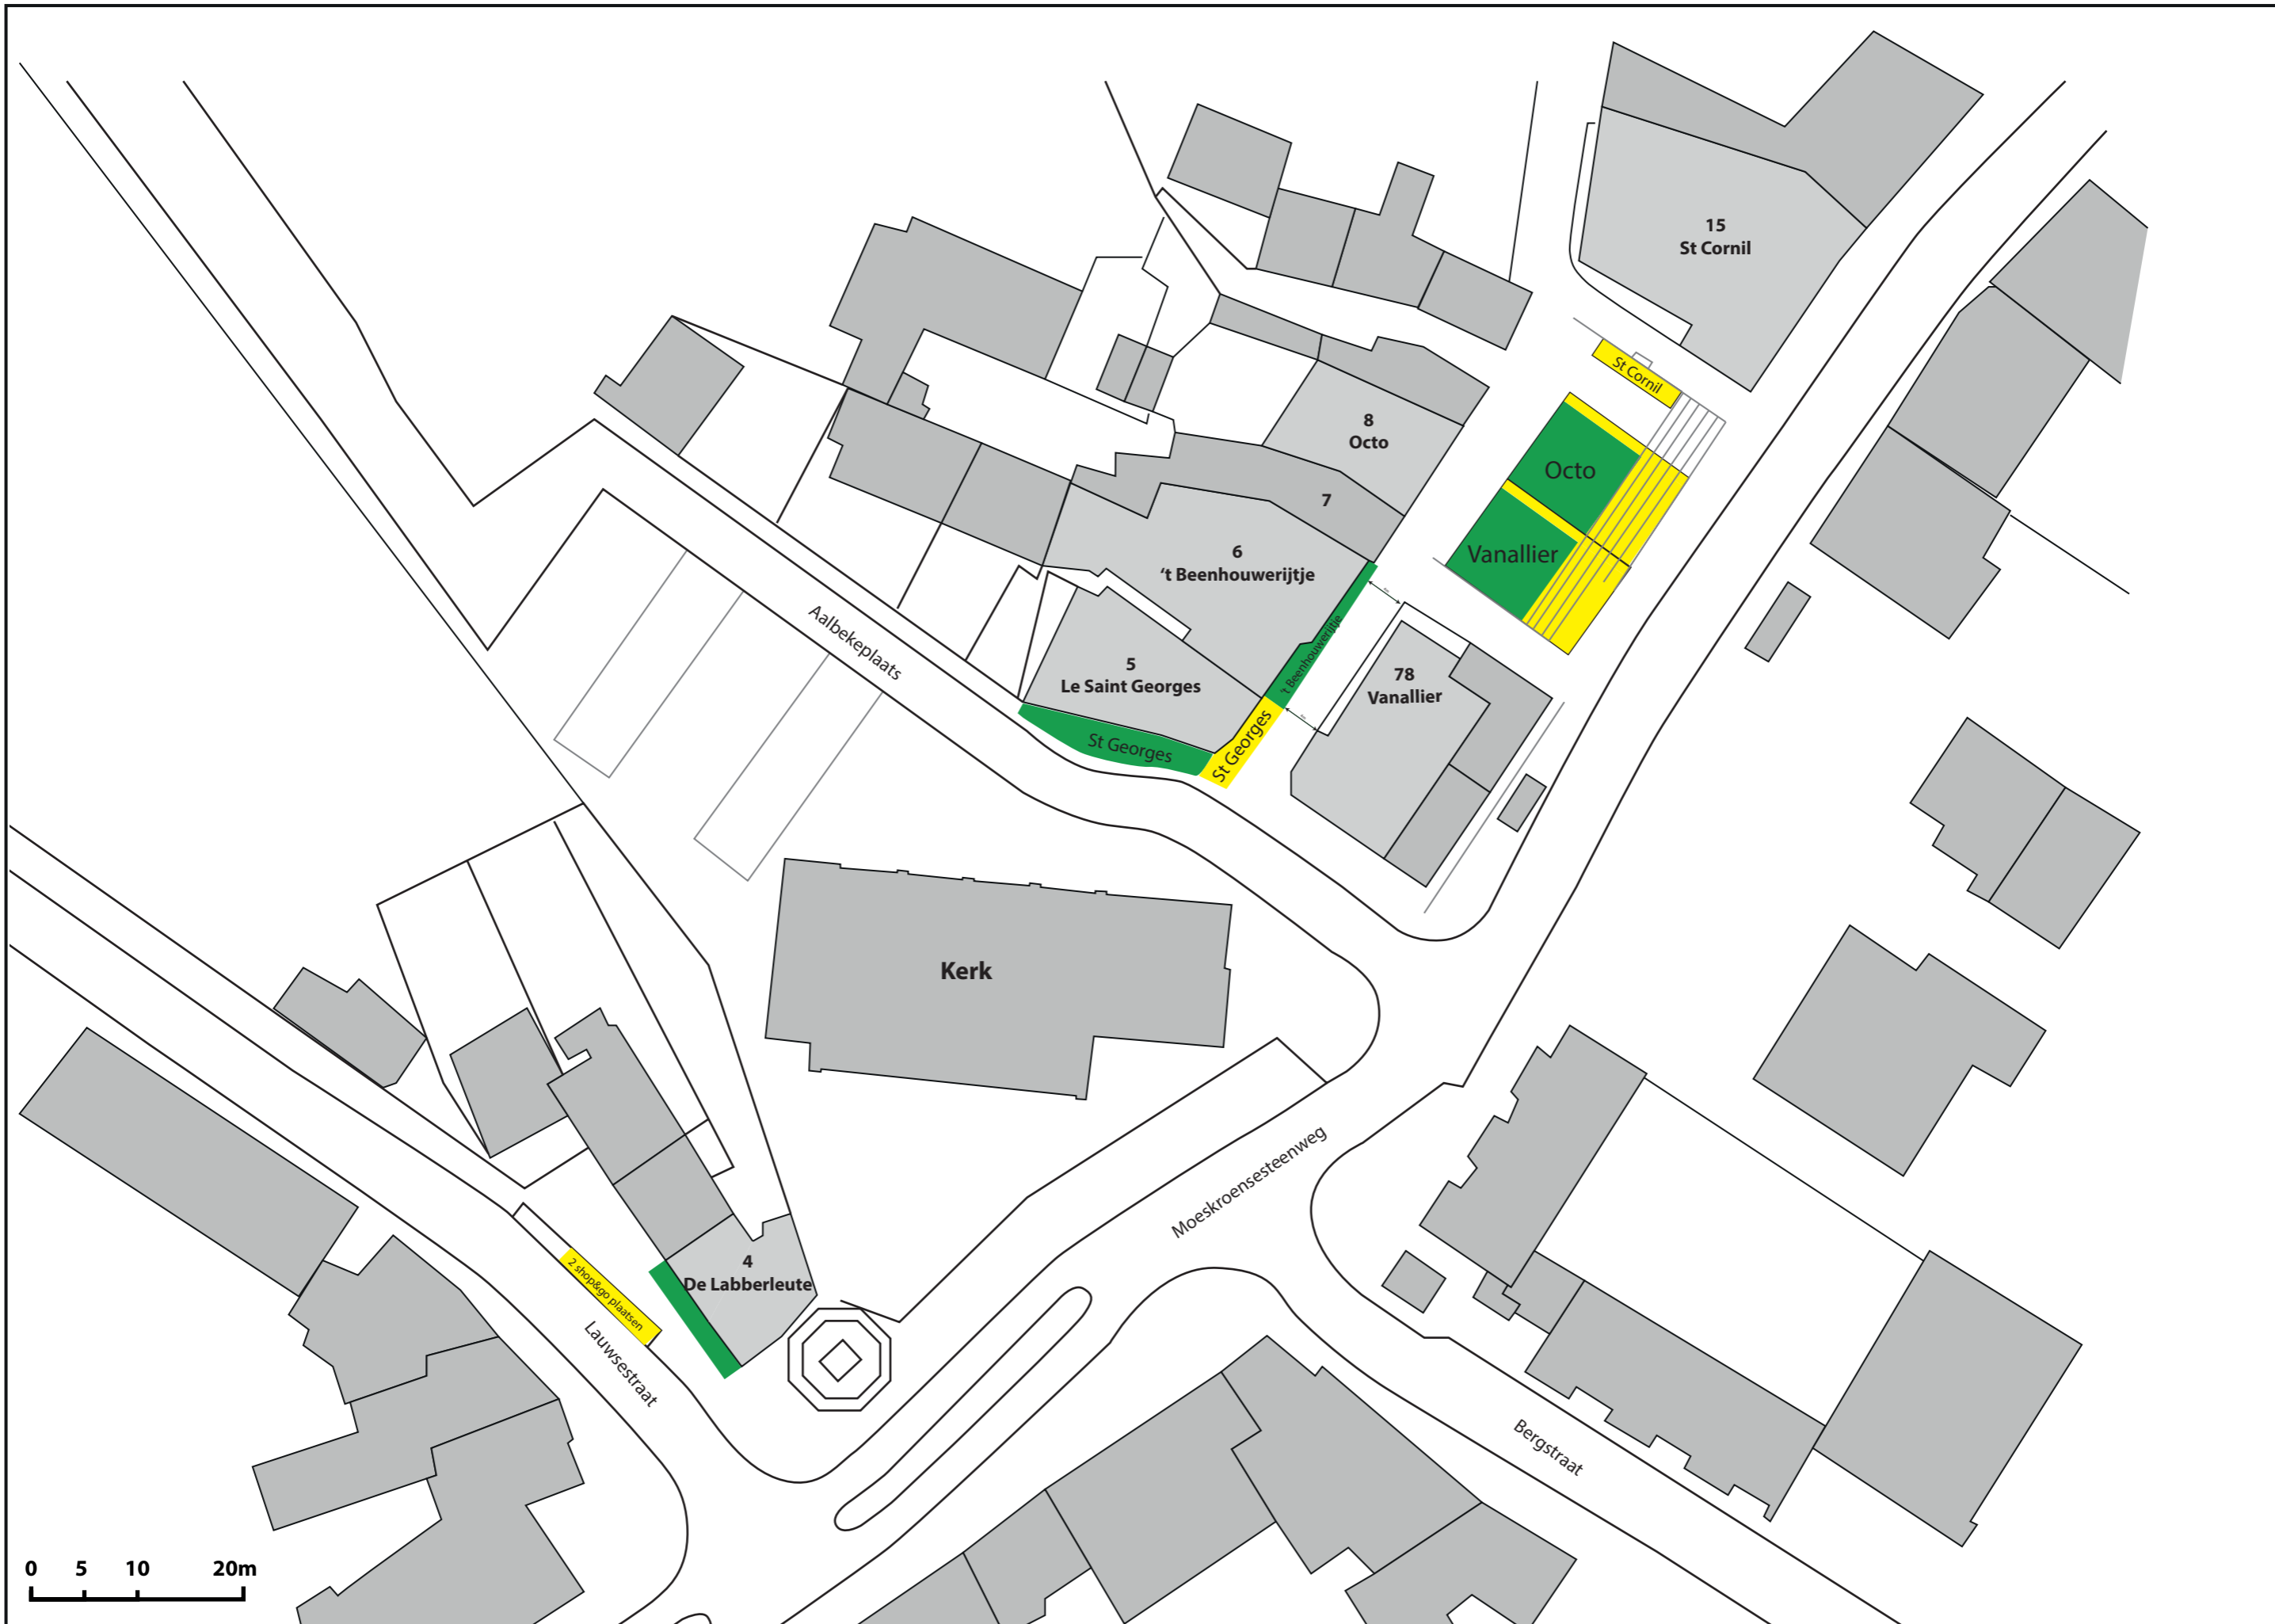 15
St Cornil
St Cornil
8
Octo
Octo
7
Vanallier
6
‘t Beenhouwerijtje
't Beenhouwerijtje
Aalbekeplaats
5
Le Saint Georges
78
Vanallier
St Georges
St Georges
Kerk
Moeskroensesteenweg
4
De Labberleute
2 shop&go plaatsen
Lauwsestraat
Bergstraat
0 5 10 20m